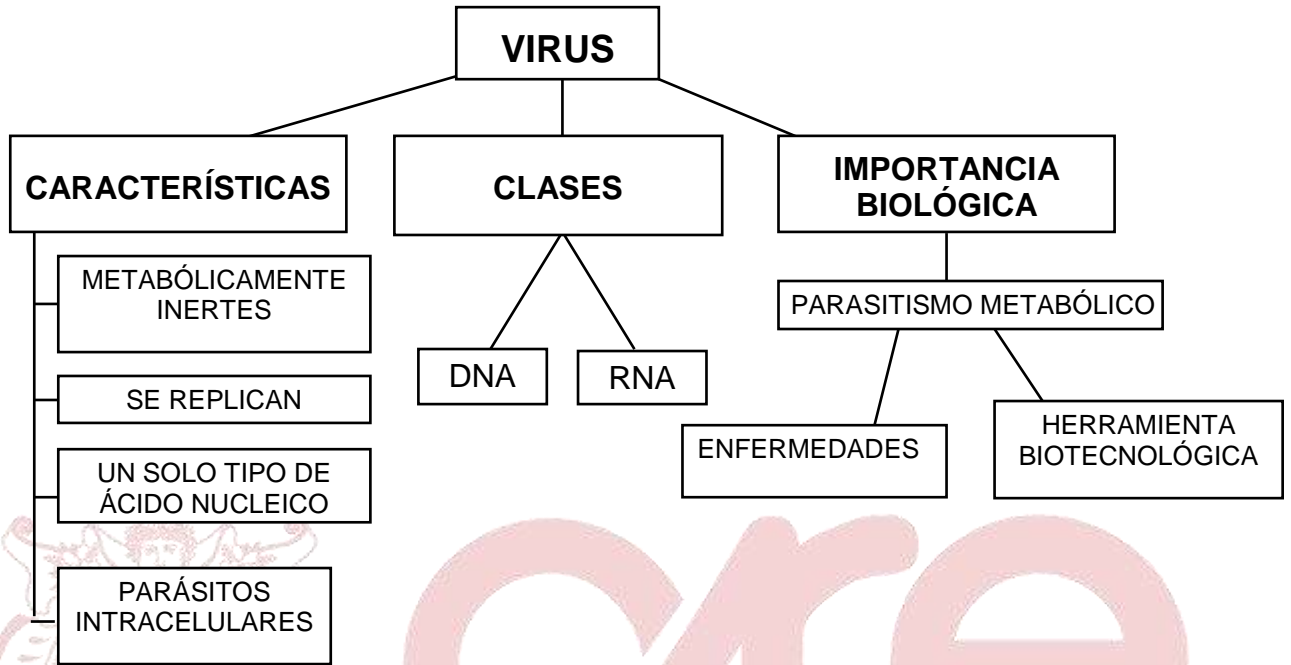 VIRUS
CARACTERÍSTICAS
CLASES
IMPORTANCIA
BIOLÓGICA
METABÓLICAMENTE
INERTES
SE REPLICAN
UN SOLO TIPO DE
ÁCIDO NUCLEICO
PARÁSITOS
INTRACELULARES
DNA
RNA
PARASITISMO METABÓLICO
ENFERMEDADES
HERRAMIENTA
BIOTECNOLÓGICA
cre